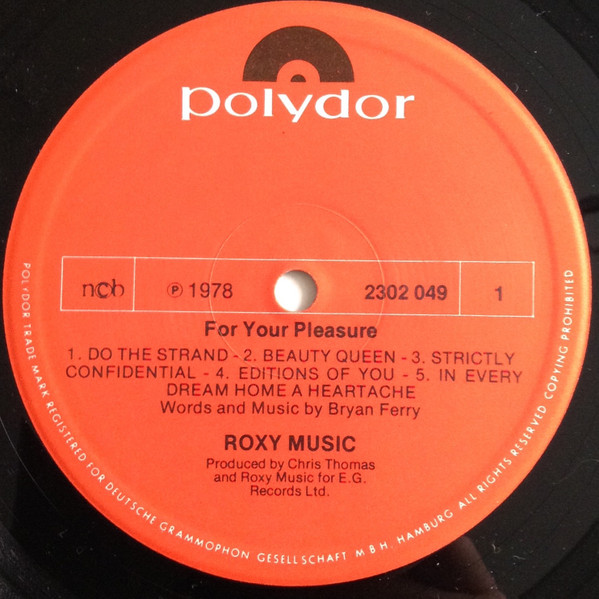 polydor
ncb ℗ 1978 2302 049 1
For Your Pleasure
1. DO THE STRAND - 2. BEAUTY QUEEN - 3. STRICTLY
CONFIDENTIAL - 4. EDITIONS OF YOU - 5. IN EVERY
DREAM HOME A HEARTACHE
Words and Music by Bryan Ferry
ROXY MUSIC
Produced by Chris Thomas
and Roxy Music for E.G.
Records Ltd.
POLYDOR TRADE MARK REGISTERED FOR DEUTSCHE GRAMMOPHON GESELLSCHAFT M B H / HAMBURG ALL RIGHTS RESERVED COPYING PROHIBITED